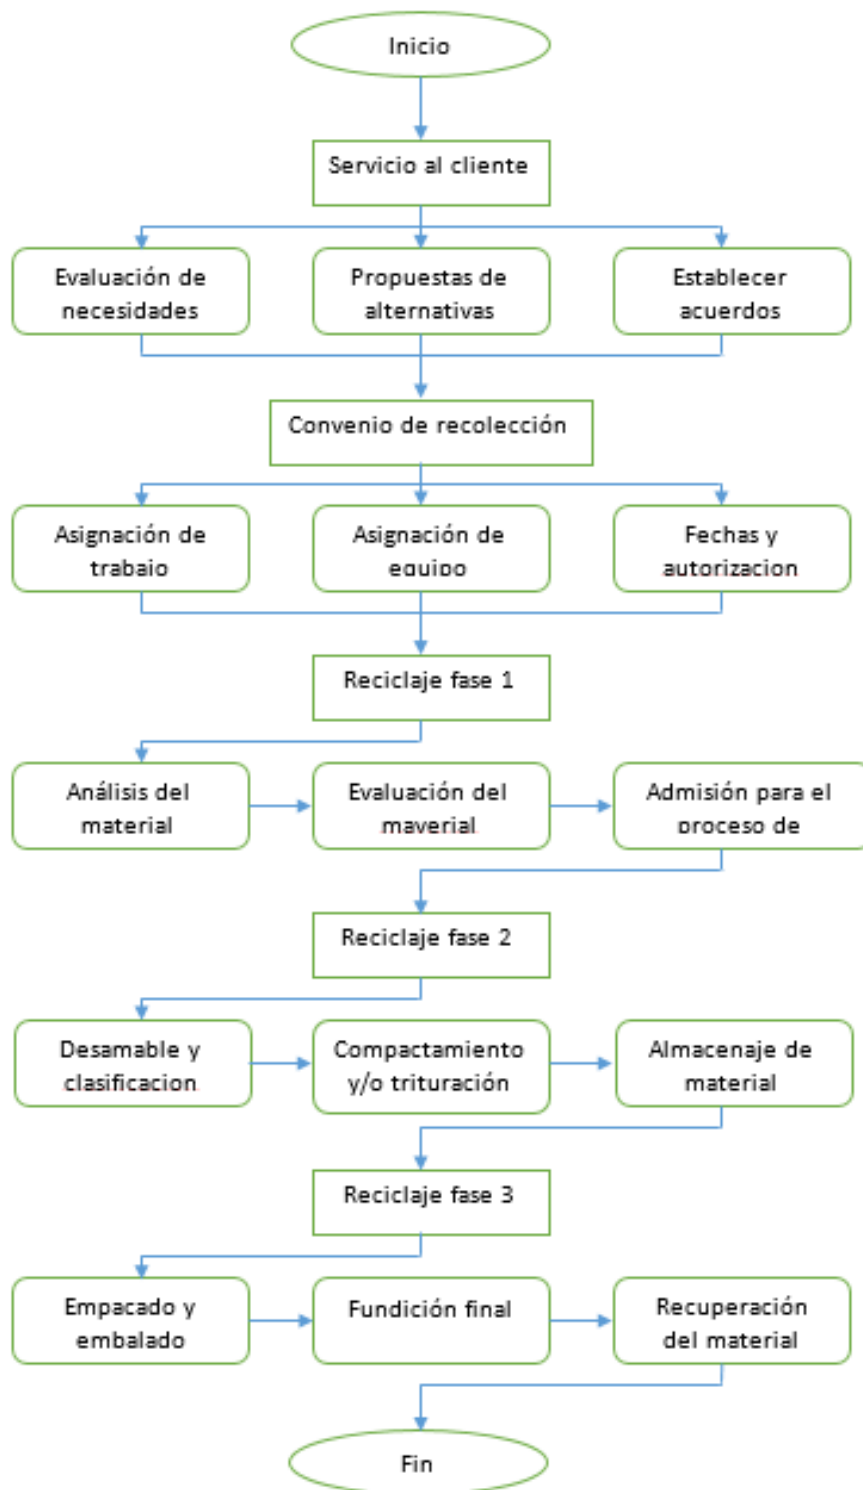 Inicio
Servicio al cliente
Evaluación de
necesidades
Propuestas de
alternativas
Establecer
acuerdos
Convenio de recolección
Asignación de
trabajo
Asignación de
equipo
Fechas y
autorizacion
Reciclaje fase 1
Análisis del
material
Evaluación del
maverial
Admisión para el
proceso de
Reciclaje fase 2
Desamable y
clasificacion
Compactamiento
y/o trituración
Almacenaje de
material
Reciclaje fase 3
Empacado y
embalado
Fundición final
Recuperación
del material
Fin